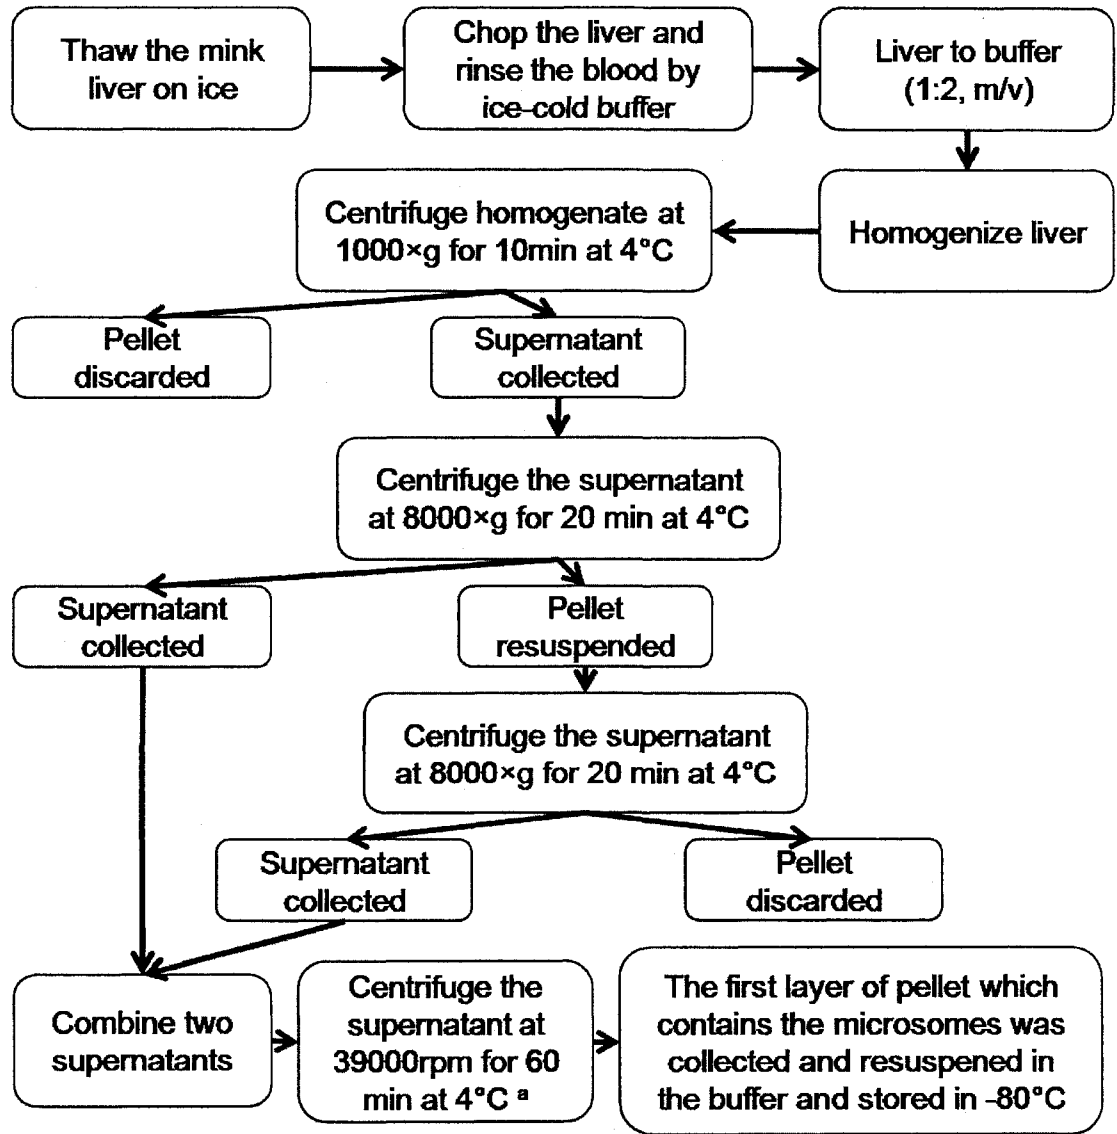 Thaw the mink
liver on ice
Chop the liver and
rinse the blood by
ice-cold buffer
Liver to buffer
(1:2, m/v)
Homogenize liver
Centrifuge homogenate at
1000×g for 10min at 4°C
Pellet
discarded
Supernatant
collected
Centrifuge the supernatant
at 8000×g for 20 min at 4°C
Supernatant
collected
Pellet
resuspended
Centrifuge the supernatant
at 8000×g for 20 min at 4°C
Supernatant
collected
Pellet
discarded
Combine two
supernatants
Centrifuge the
supernatant at
39000rpm for 60
min at 4°C ᵃ
The first layer of pellet which
contains the microsomes was
collected and resuspened in
the buffer and stored in -80°C